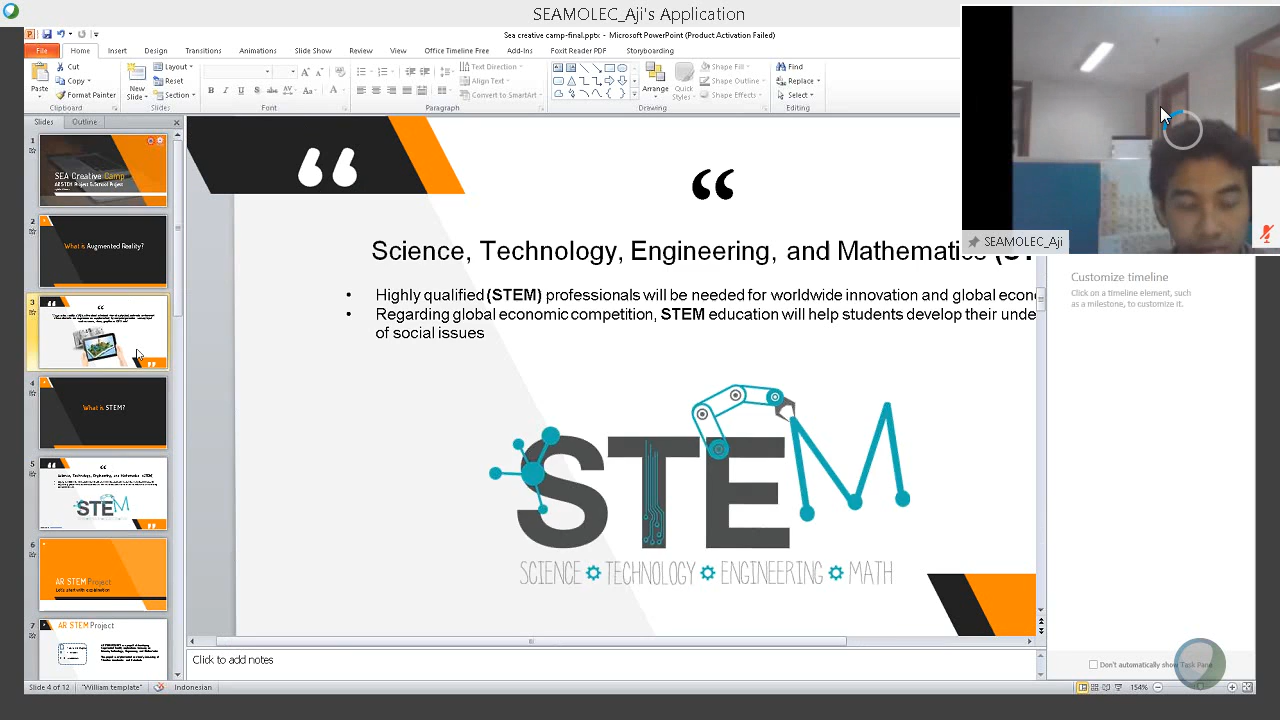 SEAMOLEC_Aji's Application
Sea creative camp-final.pptx - Microsoft PowerPoint (Product Activation Failed)
File Home Insert Design Transitions Animations Slide Show Review View Office Timeline Free Add-Ins Foxit Reader PDF Storyboarding
Paste
Cut
Copy
Format Painter
Clipboard
New Slide
Layout
Reset
Section
Slides
Font
Text Direction
Align Text
Convert to SmartArt
Paragraph
Arrange
Quick Styles
Shape Fill
Shape Outline
Shape Effects
Drawing
Find
Replace
Select
Editing
SEAMOLEC_Aji
Slides Outline
1
SEA Creative Camp
2
What is Augmented Reality?
3
4
What is STEM?
5
Science, Technology, Engineering, and Mathematics (STEM)
STEM
6
AR STEM Project
Let's start with explanation
7
AR STEM Project
“
“
Science, Technology, Engineering, and Mathematics (ST
• Highly qualified (STEM) professionals will be needed for worldwide innovation and global econ
• Regarding global economic competition, STEM education will help students develop their unde
of social issues
STEM
SCIENCE TECHNOLOGY ENGINEERING MATH
Customize timeline
Click on a timeline element, such
as a milestone, to customize it.
Don't automatically show Task Pane
Click to add notes
Slide 4 of 12 "William template" Indonesian 154%